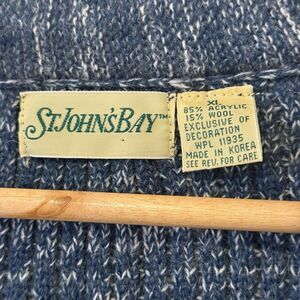 ST JOHN'S BAY™
XL
85% ACRYLIC
15% WOOL
EXCLUSIVE OF
DECORATION
WPL 11935
MADE IN KOREA
SEE REV. FOR CARE